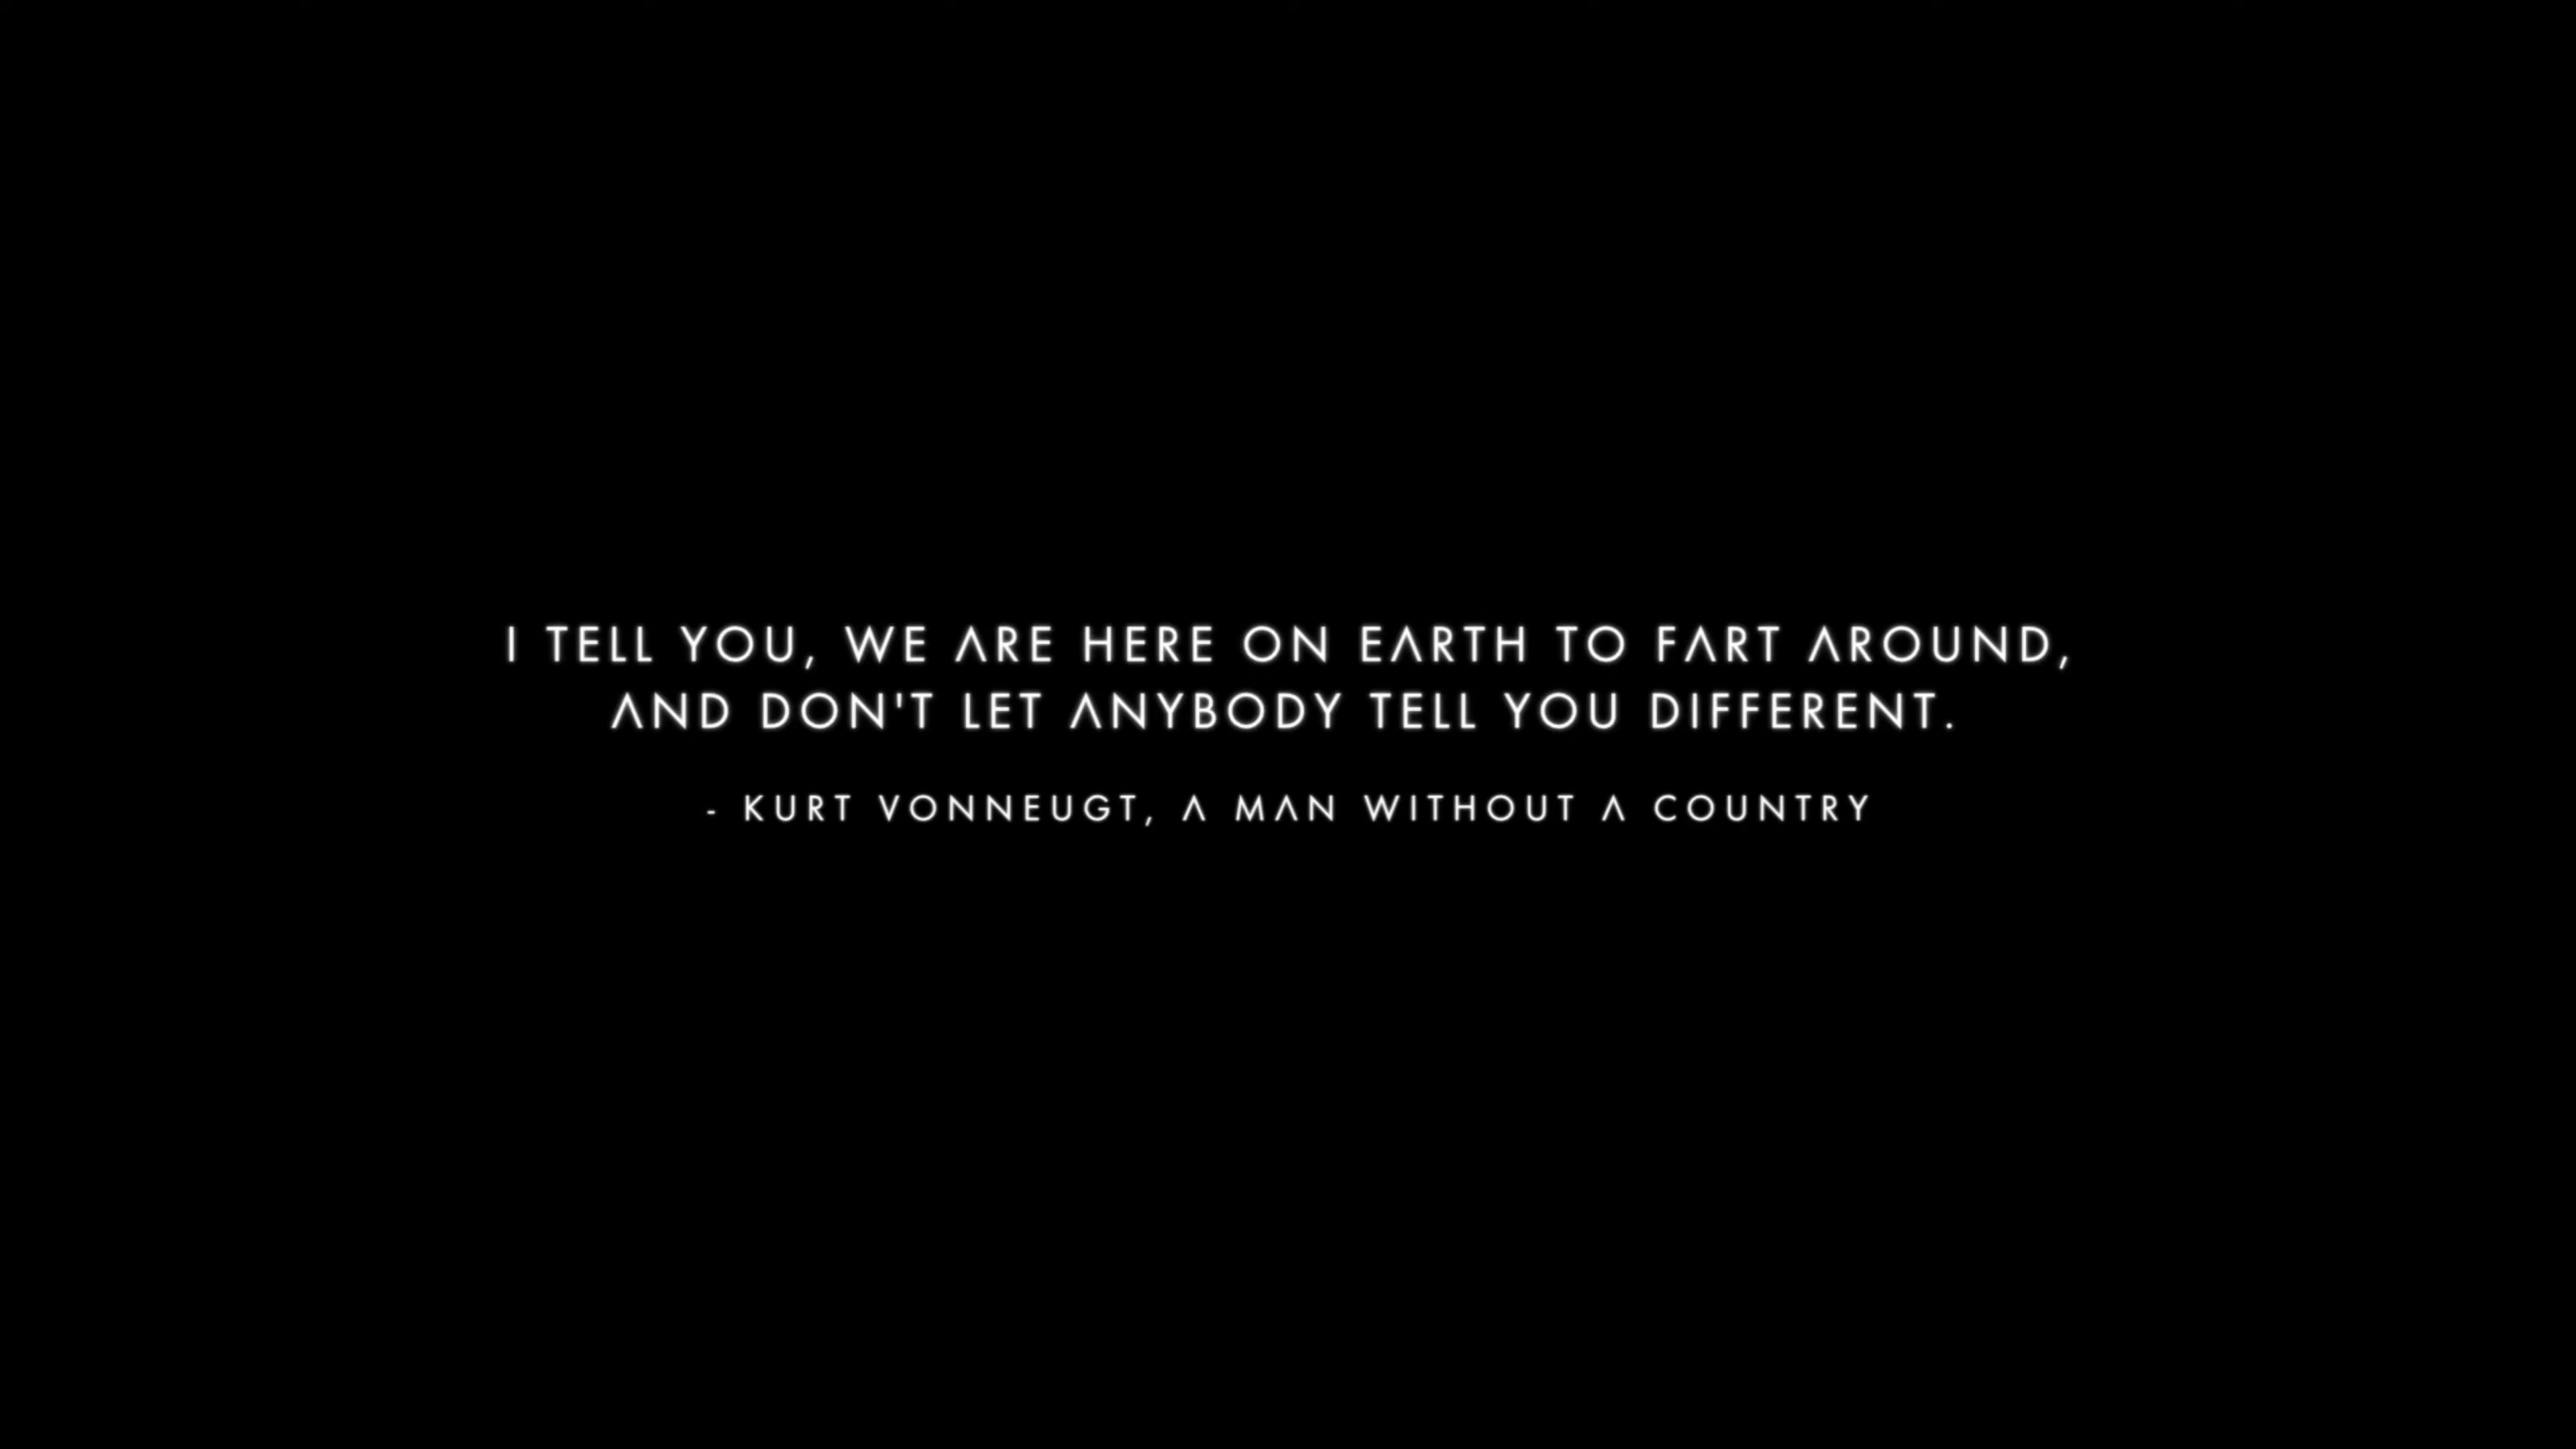 I TELL YOU, WE ARE HERE ON EARTH TO FART AROUND,
AND DON'T LET ANYBODY TELL YOU DIFFERENT.
- KURT VONNEUGT, A MAN WITHOUT A COUNTRY